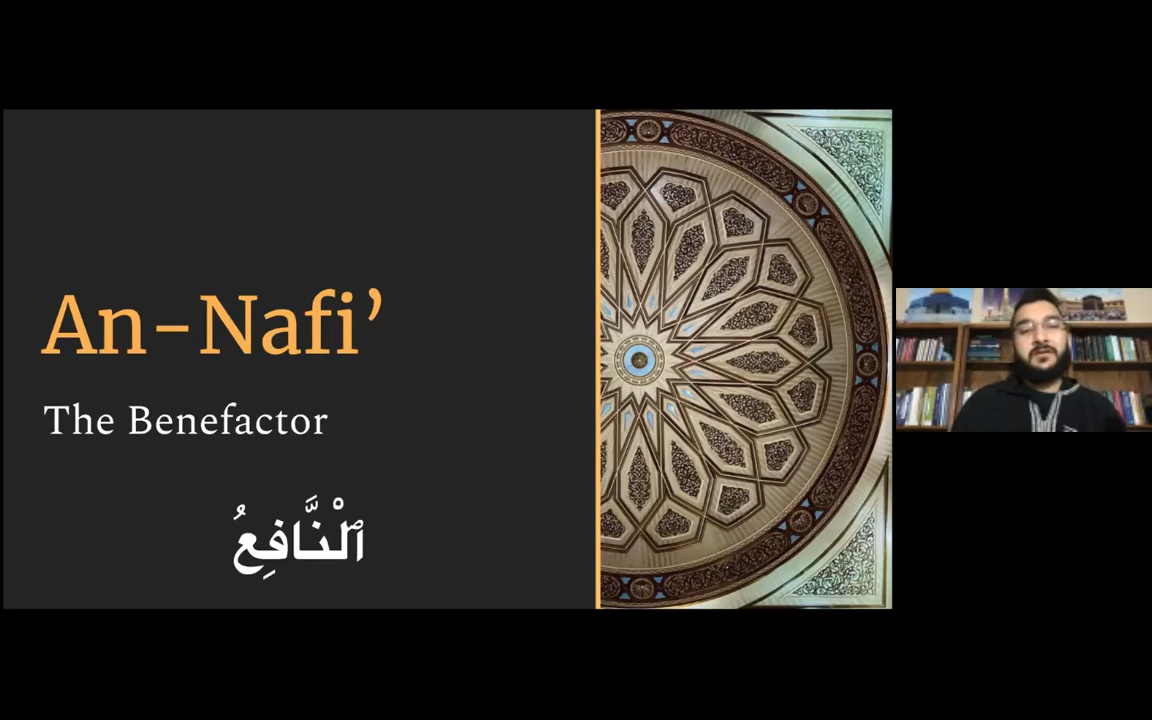 An-Nafi’
The Benefactor
ٱلْنَّافِعُ